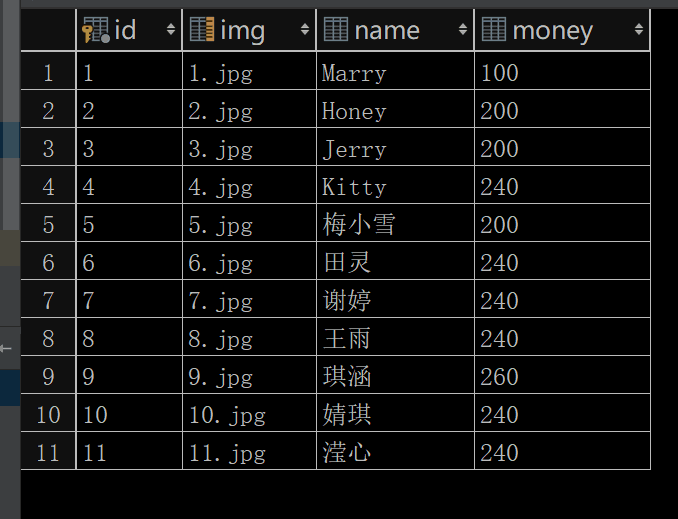 id img name money
1 1 1.jpg Marry 100
2 2 2.jpg Honey 200
3 3 3.jpg Jerry 200
4 4 4.jpg Kitty 240
5 5 5.jpg 梅小雪 200
6 6 6.jpg 田灵 240
7 7 7.jpg 谢婷 240
8 8 8.jpg 王雨 240
9 9 9.jpg 琪涵 260
10 10 10.jpg 婧琪 240
11 11 11.jpg 滢心 240